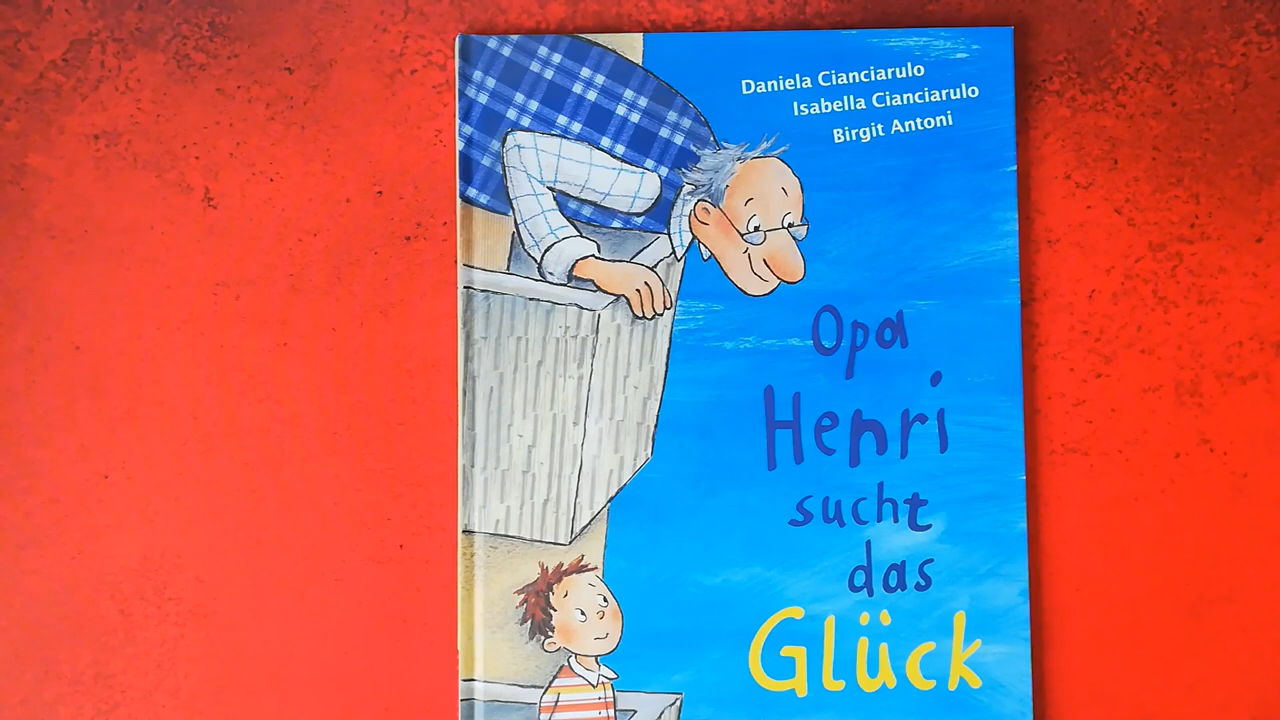 Daniela Cianciarulo
Isabella Cianciarulo
Birgit Antoni
Opa
Henri
sucht
das
Glück